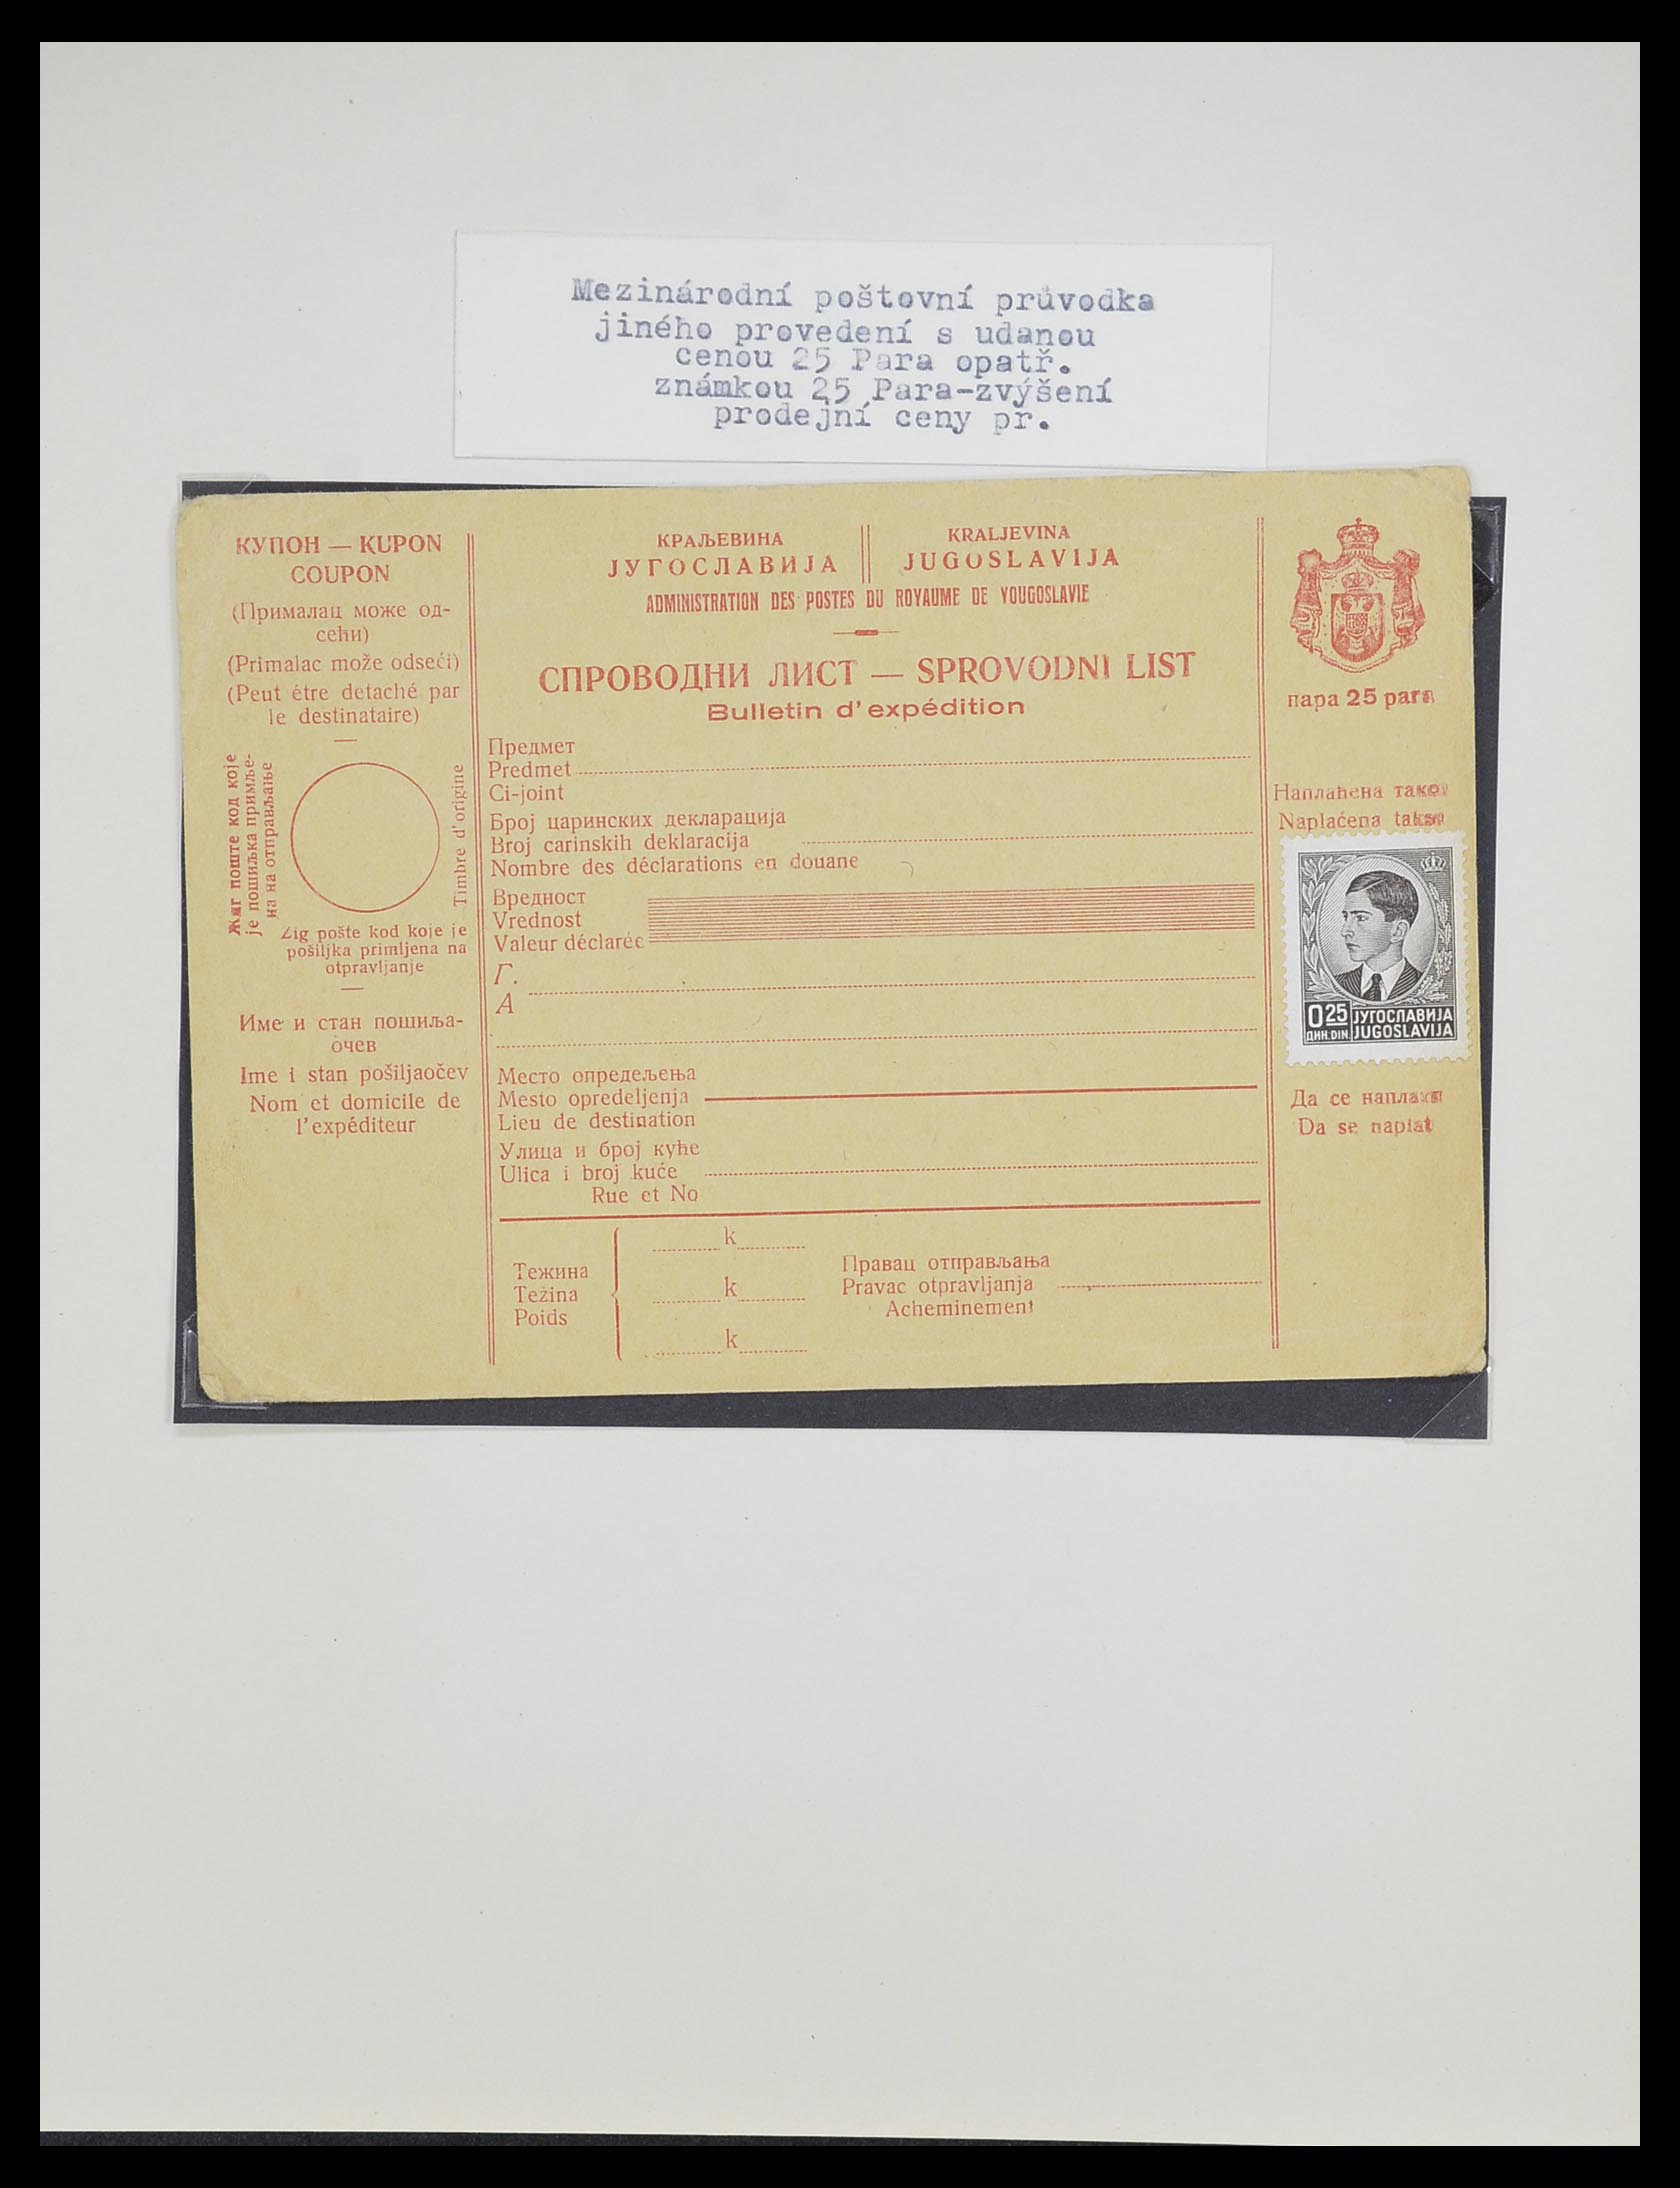 Mezinárodní poštovní průvodka
jiného provedení s udanou
cenou 25 Para opatř.
známkou 25 Para-zvýšení
prodejní ceny pr.
КУПОН — KUPON
COUPON
(Прималац може од-
сећи)
(Primalac može odseći)
(Peut être detaché par
le destinataire)
Жиг поште код које
је пошиљка примље-
на на отправљање
Timbre d'origine
Žig pošte kod koje je
pošiljka primljena na
otpravljanje
Име и стан пошиља-
очев
Ime i stan pošiljaočev
Nom et domicile de
l'expéditeur
КРАЉЕВИНА
ЈУГОСЛАВИЈА
KRALJEVINA
JUGOSLAVIJA
ADMINISTRATION DES POSTES DU ROYAUME DE YOUGOSLAVIE
СПРОВОДНИ ЛИСТ — SPROVODNI LIST
Bulletin d'expédition
Предмет
Predmet
Ci-joint
Број царинских декларација
Broj carinskih deklaracija
Nombre des déclarations en douane
Вредност
Vrednost
Valeur déclarée
Г.
A
Место опредељења
Mesto opredeljenja
Lieu de destination
Улица и број куће
Ulica i broj kuće
Rue et No
Тежина
Težina
Poids
k
k
k
Правац отправљања
Pravac otpravljanja
Acheminement
пара 25 para
Наплаћена
Naplaćena
0.25
ДИН. DIN
ЈУГОСЛАВИЈА
JUGOSLAVIJA
Да се
Da se naplati